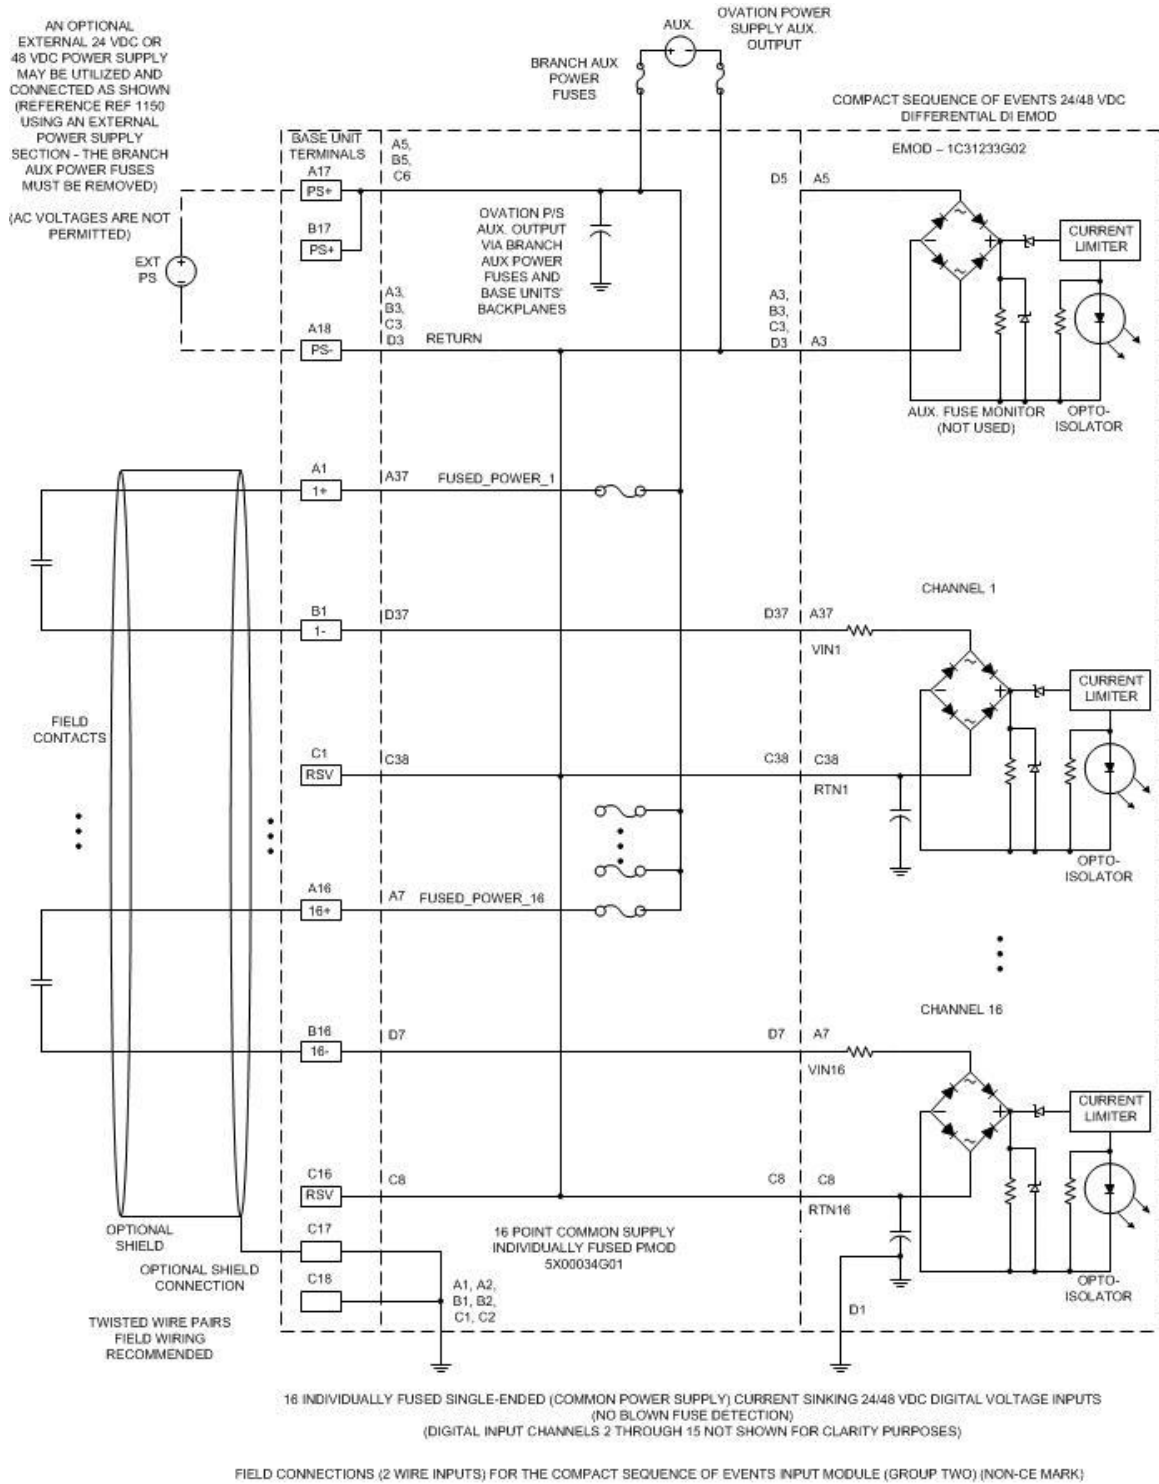 AN OPTIONAL
EXTERNAL 24 VDC OR
48 VDC POWER SUPPLY
MAY BE UTILIZED AND
CONNECTED AS SHOWN
(REFERENCE REF 1150
USING AN EXTERNAL
POWER SUPPLY
SECTION - THE BRANCH
AUX POWER FUSES
MUST BE REMOVED)
(AC VOLTAGES ARE NOT
PERMITTED)
EXT
PS
AUX.
OVATION POWER
SUPPLY AUX.
OUTPUT
BRANCH AUX
POWER
FUSES
COMPACT SEQUENCE OF EVENTS 24/48 VDC
DIFFERENTIAL DI EMOD
EMOD – 1C31233G02
BASE UNIT
TERMINALS
A17
PS+
B17
PS+
A5,
B5,
C6
D5
A5
OVATION P/S
AUX. OUTPUT
VIA BRANCH
AUX POWER
FUSES AND
BASE UNITS'
BACKPLANES
CURRENT
LIMITER
A18
PS-
A3,
B3,
C3,
D3
RETURN
A3,
B3,
C3,
D3
A3
AUX. FUSE MONITOR
(NOT USED)
OPTO-
ISOLATOR
A1
1+
A37
FUSED_POWER_1
CHANNEL 1
B1
1-
D37
D37
A37
VIN1
CURRENT
LIMITER
FIELD
CONTACTS
C1
RSV
C38
C38
C38
RTN1
OPTO-
ISOLATOR
A16
16+
A7
FUSED_POWER_16
CHANNEL 16
B16
16-
D7
D7
A7
VIN16
CURRENT
LIMITER
C16
RSV
C8
C8
C8
RTN16
OPTIONAL
SHIELD
C17
OPTIONAL SHIELD
CONNECTION
C18
16 POINT COMMON SUPPLY
INDIVIDUALLY FUSED PMOD
5X00034G01
A1, A2,
B1, B2,
C1, C2
D1
OPTO-
ISOLATOR
TWISTED WIRE PAIRS
FIELD WIRING
RECOMMENDED
16 INDIVIDUALLY FUSED SINGLE-ENDED (COMMON POWER SUPPLY) CURRENT SINKING 24/48 VDC DIGITAL VOLTAGE INPUTS
(NO BLOWN FUSE DETECTION)
(DIGITAL INPUT CHANNELS 2 THROUGH 15 NOT SHOWN FOR CLARITY PURPOSES)
FIELD CONNECTIONS (2 WIRE INPUTS) FOR THE COMPACT SEQUENCE OF EVENTS INPUT MODULE (GROUP TWO) (NON-CE MARK)